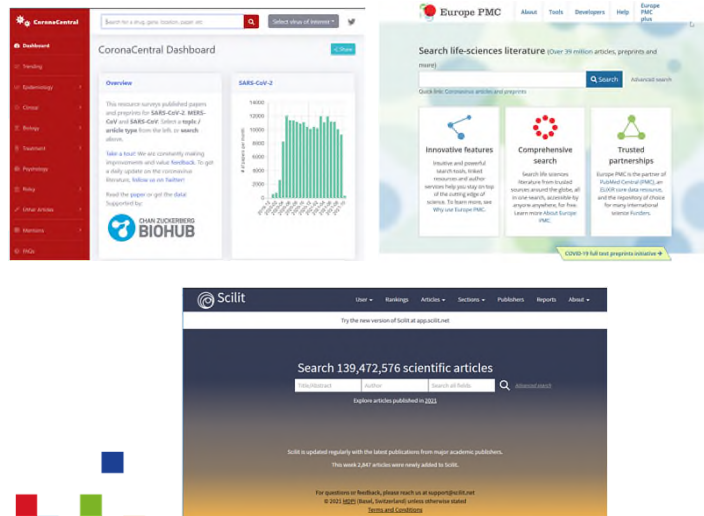 CoronaCentral
Search for a drug, gene, location, paper, etc
Select virus of interest
Dashboard
Trending
Epidemiology
Clinical
Biology
Treatment
Psychology
Policy
Other Articles
Mentions
FAQs
CoronaCentral Dashboard
Share
Overview
This resource surveys published papers
and preprints for SARS-CoV-2, MERS-
CoV and SARS-CoV. Select a topic /
article type from the left, or search
above.
Take a tour! We are constantly making
improvements and value feedback. To get
a daily update on the coronavirus
literature, follow us on Twitter!
Read the paper or get the data!
Supported by:
CHAN ZUCKERBERG
BIOHUB
SARS-CoV-2
# of papers per month
14000
12000
10000
8000
6000
4000
2000
0
Europe PMC
About
Tools
Developers
Help
Europe
PMC
plus
Search life-sciences literature (Over 39 million articles, preprints and
more)
Search
Advanced search
Quick link: Coronavirus articles and
preprints
Innovative features
Intuitive and powerful
search tools, linked
resources and author
services help you stay on top
of the cutting edge of
science. To learn more, see
Why use Europe PMC.
Comprehensive
search
Search life sciences
literature from trusted
sources around the globe, all
in one search, accessible by
anyone anywhere, for free.
Learn more About Europe
PMC.
Trusted
partnerships
Europe PMC is the partner of
PubMed Central (PMC), an
ELIXIR core data resource,
and the repository of choice
for many international
science Funders.
COVID-19 full text preprints initiative
Scilit
User
Rankings
Articles
Sections
Publishers
Reports
About
Try the new version of Scilit at app.scilit.net
Search 139,472,576 scientific articles
Title/Abstract
Author
Search all fields
Advanced search
Explore articles published in 2021
Scilit is updated regularly with the latest publications from major academic publishers.
This week 2,847 articles were newly added to Scilit.
For questions or feedback, please reach us at support@scilit.net
© 2021 MDPI (Basel, Switzerland) unless otherwise stated
Terms and Conditions